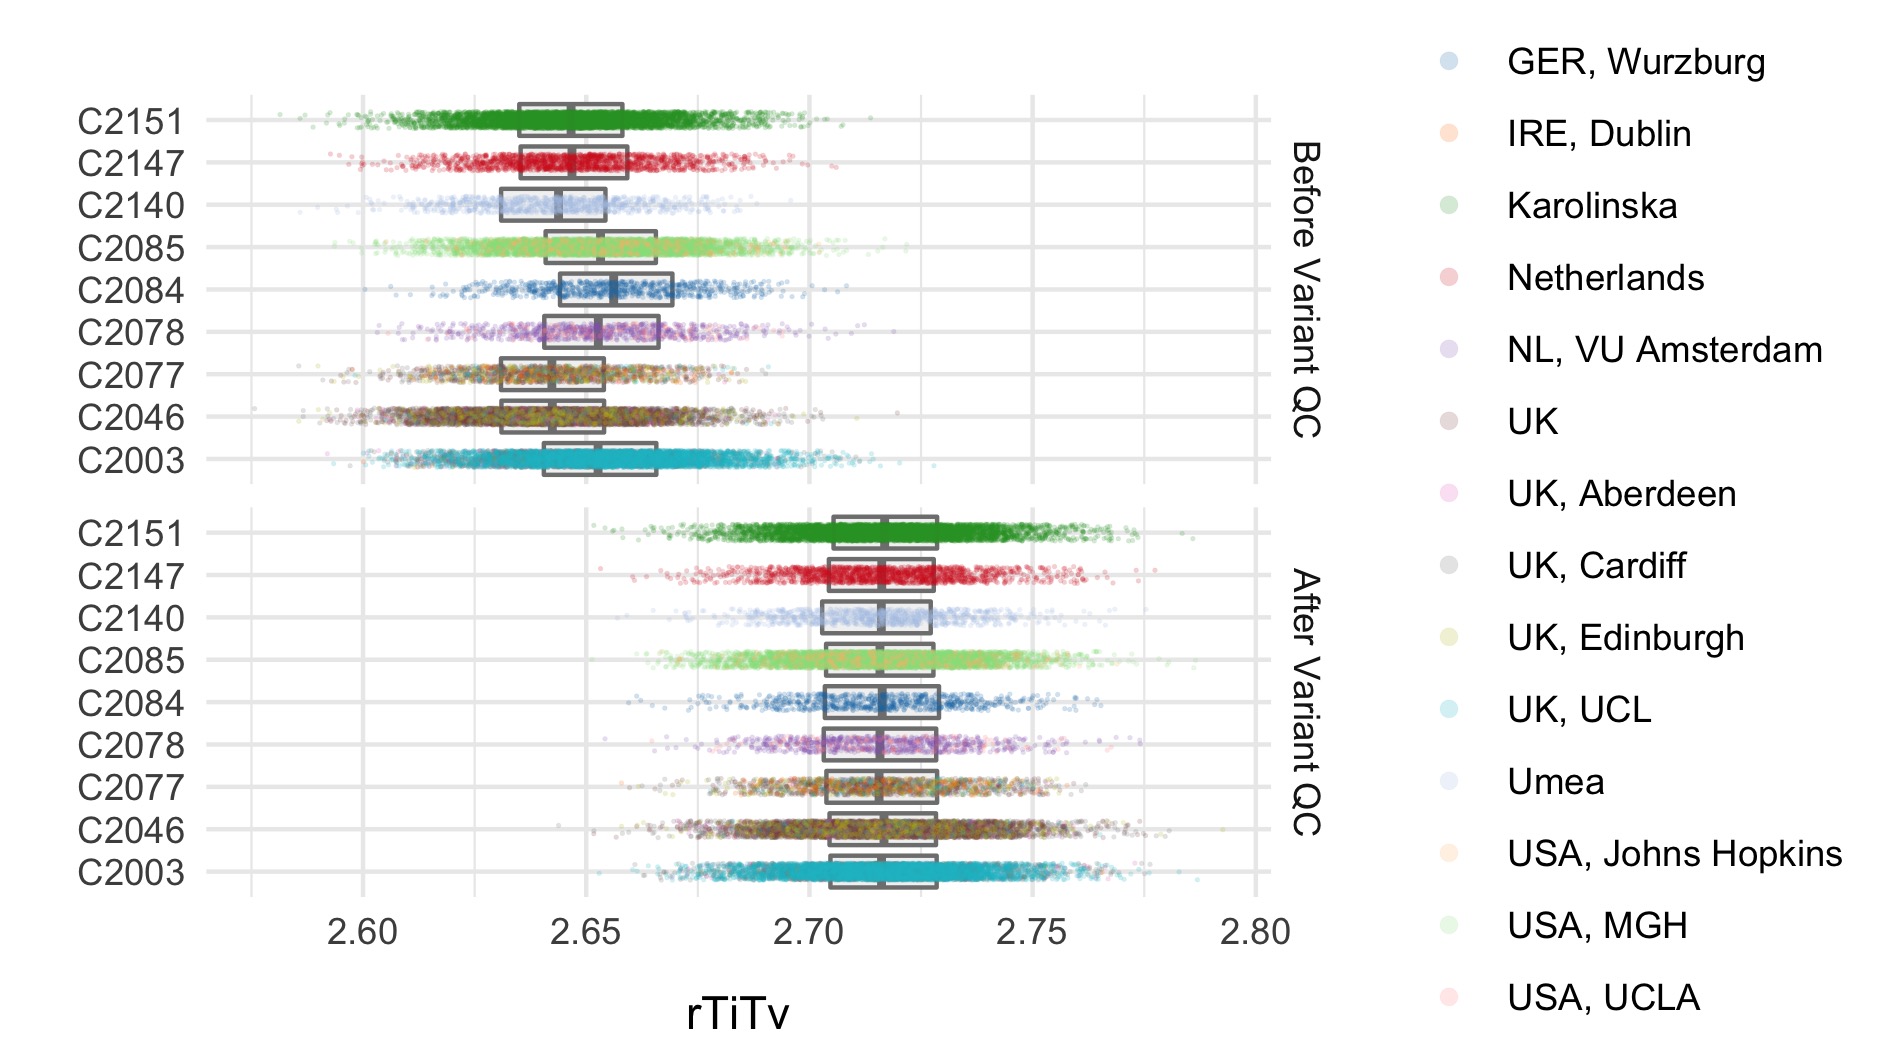 C2151
C2147
C2140
C2085
C2084
C2078
C2077
C2046
C2003
Before Variant QC
C2151
C2147
C2140
C2085
C2084
C2078
C2077
C2046
C2003
After Variant QC
2.60 2.65 2.70 2.75 2.80
rTiTv
GER, Wurzburg
IRE, Dublin
Karolinska
Netherlands
NL, VU Amsterdam
UK
UK, Aberdeen
UK, Cardiff
UK, Edinburgh
UK, UCL
Umea
USA, Johns Hopkins
USA, MGH
USA, UCLA